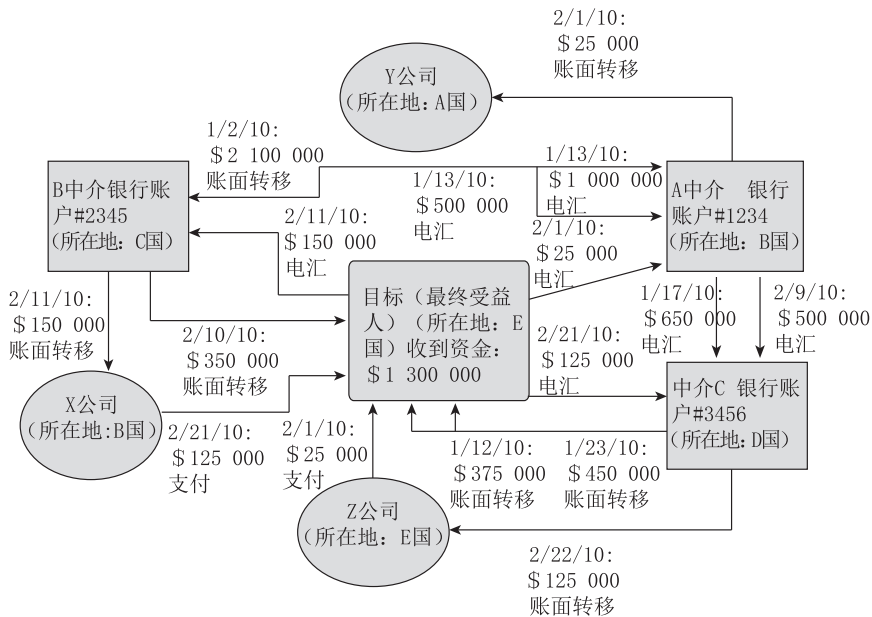 2/1/10:
＄25 000
账面转移
Y公司
（所在地：A国）
1/2/10:
＄2 100 000
账面转移
1/13/10:
＄500 000
电汇
1/13/10:
＄1 000 000
电汇
B中介银行账
户#2345
（所在地：C国）
A中介 银行
账户#1234
（所在地：B国）
2/11/10:
＄150 000
电汇
2/1/10:
＄25 000
电汇
目标（最终受益
人）（所在地：E
国）收到资金：
＄1 300 000
2/11/10:
＄150 000
账面转移
2/10/10:
＄350 000
账面转移
1/17/10:
＄650 000
电汇
2/9/10:
＄500 000
电汇
2/21/10:
＄125 000
电汇
X公司
（所在地:B国）
中介C 银行账
户#3456
（所在地：D国）
2/21/10:
＄125 000
支付
2/1/10:
＄25 000
支付
1/12/10:
＄375 000
账面转移
1/23/10:
＄450 000
账面转移
Z公司
（所在地：E国）
2/22/10:
＄125 000
账面转移